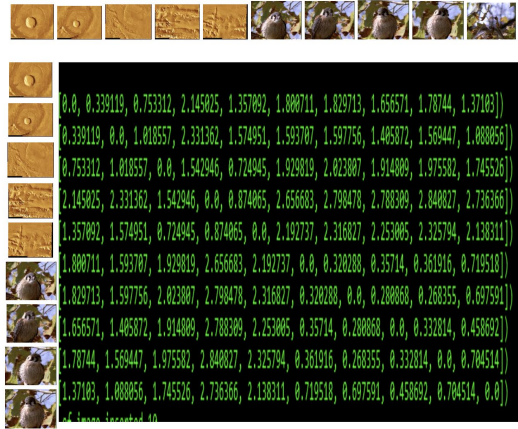 [0.0, 0.339119, 0.753312, 2.145025, 1.357092, 1.800711, 1.829713, 1.656571, 1.78744, 1.37103])
[0.339119, 0.0, 1.018557, 2.331362, 1.574951, 1.593707, 1.597756, 1.405872, 1.569447, 1.088056])
[0.753312, 1.018557, 0.0, 1.542946, 0.724945, 1.929819, 2.023807, 1.914809, 1.975582, 1.745526])
[2.145025, 2.331362, 1.542946, 0.0, 0.874065, 2.656683, 2.798478, 2.788309, 2.840827, 2.736366])
[1.357092, 1.574951, 0.724945, 0.874065, 0.0, 2.192737, 2.316827, 2.253005, 2.325794, 2.138311])
[1.800711, 1.593707, 1.929819, 2.656683, 2.192737, 0.0, 0.320288, 0.35714, 0.361916, 0.719518])
[1.829713, 1.597756, 2.023807, 2.798478, 2.316827, 0.320288, 0.0, 0.280868, 0.268355, 0.697591])
[1.656571, 1.405872, 1.914809, 2.788309, 2.253005, 0.35714, 0.280868, 0.0, 0.332814, 0.458692])
[1.78744, 1.569447, 1.975582, 2.840827, 2.325794, 0.361916, 0.268355, 0.332814, 0.0, 0.704514])
[1.37103, 1.088056, 1.745526, 2.736366, 2.138311, 0.719518, 0.697591, 0.458692, 0.704514, 0.0])
of image inserted 10